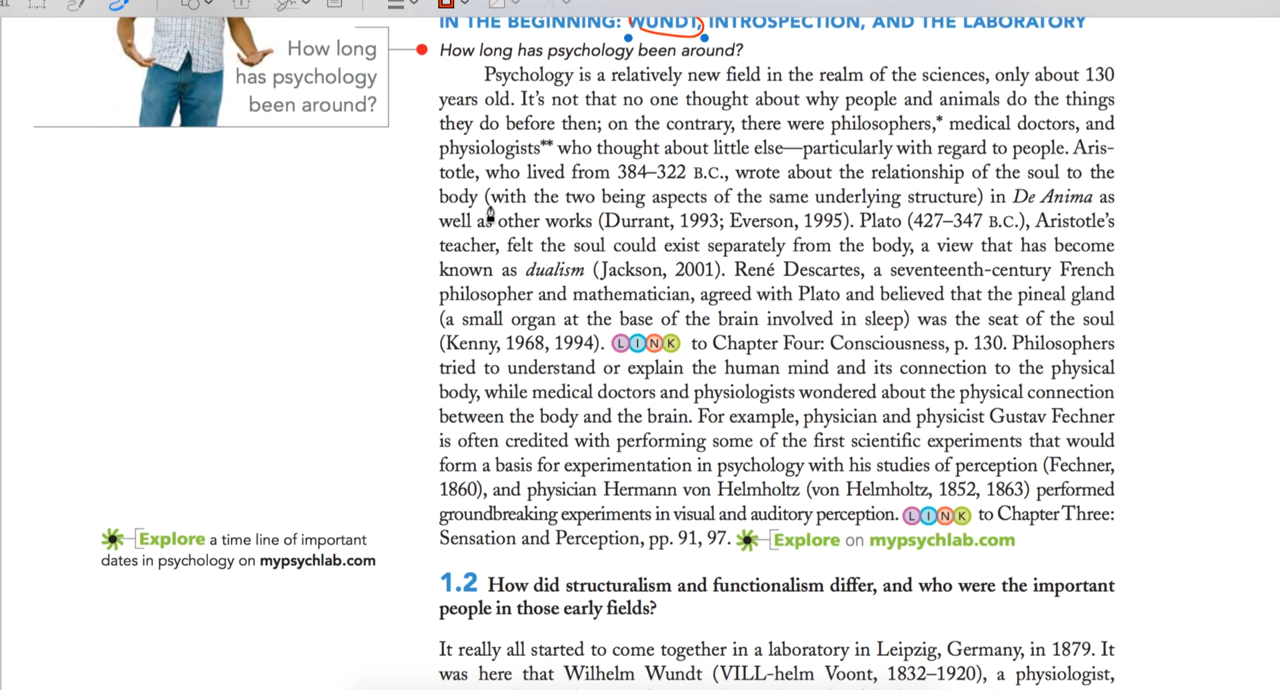 IN THE BEGINNING: WUNDT, INTROSPECTION, AND THE LABORATORY
How long
has psychology
been around?
How long has psychology been around?
Psychology is a relatively new field in the realm of the sciences, only about 130
years old. It’s not that no one thought about why people and animals do the things
they do before then; on the contrary, there were philosophers,* medical doctors, and
physiologists** who thought about little else—particularly with regard to people. Aris-
totle, who lived from 384–322 B.C., wrote about the relationship of the soul to the
body (with the two being aspects of the same underlying structure) in De Anima as
well as other works (Durrant, 1993; Everson, 1995). Plato (427–347 B.C.), Aristotle’s
teacher, felt the soul could exist separately from the body, a view that has become
known as dualism (Jackson, 2001). René Descartes, a seventeenth-century French
philosopher and mathematician, agreed with Plato and believed that the pineal gland
(a small organ at the base of the brain involved in sleep) was the seat of the soul
(Kenny, 1968, 1994). LINK to Chapter Four: Consciousness, p. 130. Philosophers
tried to understand or explain the human mind and its connection to the physical
body, while medical doctors and physiologists wondered about the physical connection
between the body and the brain. For example, physician and physicist Gustav Fechner
is often credited with performing some of the first scientific experiments that would
form a basis for experimentation in psychology with his studies of perception (Fechner,
1860), and physician Hermann von Helmholtz (von Helmholtz, 1852, 1863) performed
groundbreaking experiments in visual and auditory perception. LINK to Chapter Three:
Sensation and Perception, pp. 91, 97. Explore on mypsychlab.com
Explore a time line of important
dates in psychology on mypsychlab.com
1.2 How did structuralism and functionalism differ, and who were the important
people in those early fields?
It really all started to come together in a laboratory in Leipzig, Germany, in 1879. It
was here that Wilhelm Wundt (VILL-helm Voont, 1832–1920), a physiologist,